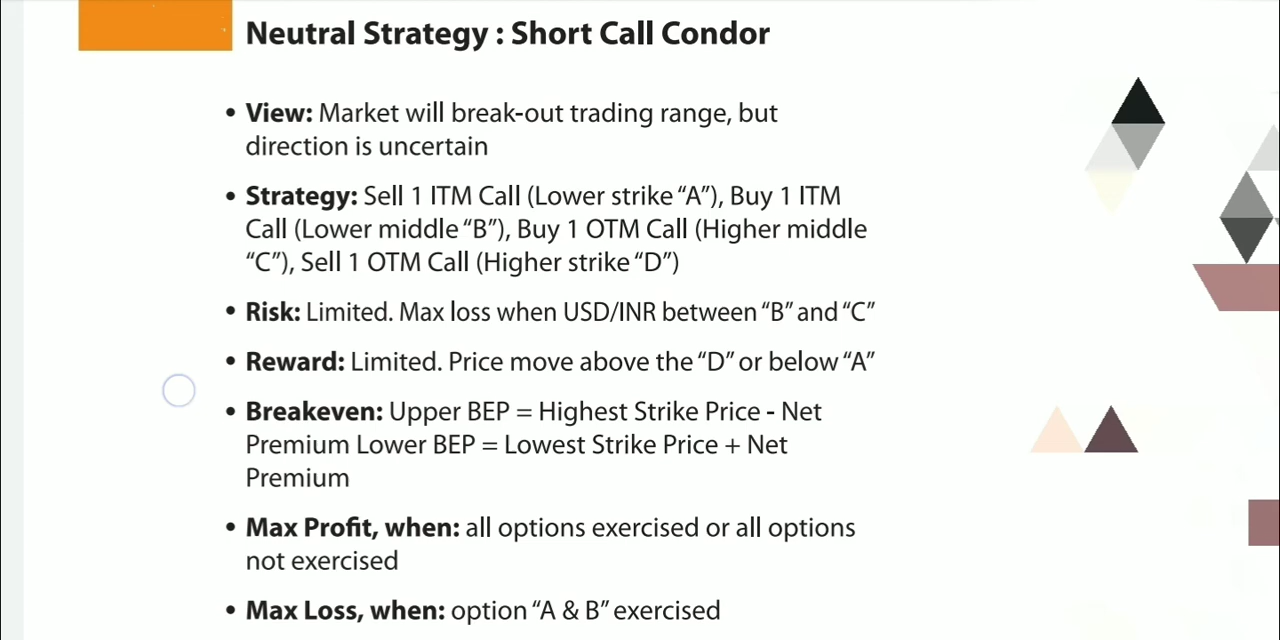 Neutral Strategy : Short Call Condor
• View: Market will break-out trading range, but
direction is uncertain
• Strategy: Sell 1 ITM Call (Lower strike “A”), Buy 1 ITM
Call (Lower middle “B”), Buy 1 OTM Call (Higher middle
“C”), Sell 1 OTM Call (Higher strike “D”)
• Risk: Limited. Max loss when USD/INR between “B” and “C”
• Reward: Limited. Price move above the “D” or below “A”
• Breakeven: Upper BEP = Highest Strike Price - Net
Premium Lower BEP = Lowest Strike Price + Net
Premium
• Max Profit, when: all options exercised or all options
not exercised
• Max Loss, when: option “A & B” exercised